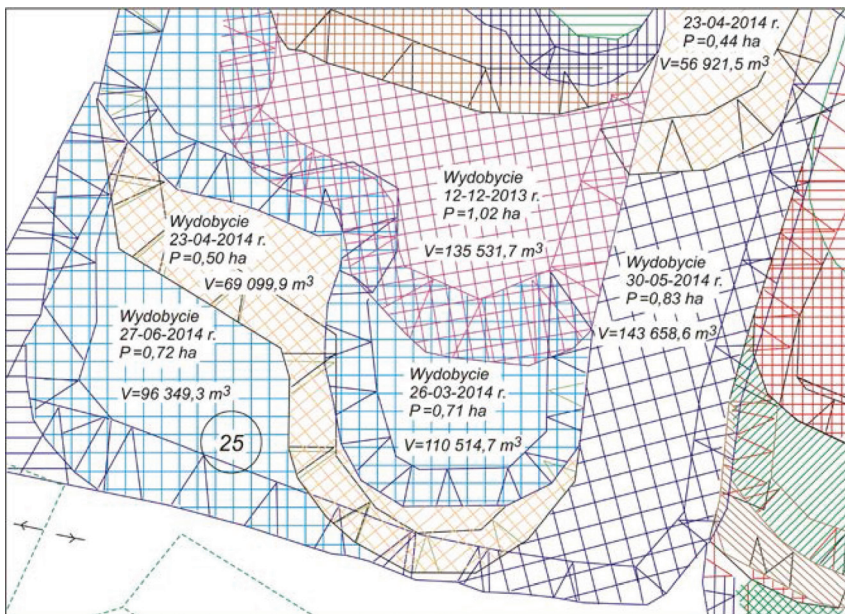 23-04-2014 r.
P=0,44 ha
V=56 921,5 m³
Wydobycie
12-12-2013 r.
P=1,02 ha
V=135 531,7 m³
Wydobycie
23-04-2014 r.
P=0,50 ha
V=69 099,9 m³
Wydobycie
30-05-2014 r.
P=0,83 ha
V=143 658,6 m³
Wydobycie
27-06-2014 r.
P=0,72 ha
V=96 349,3 m³
Wydobycie
26-03-2014 r.
P=0,71 ha
V=110 514,7 m³
25